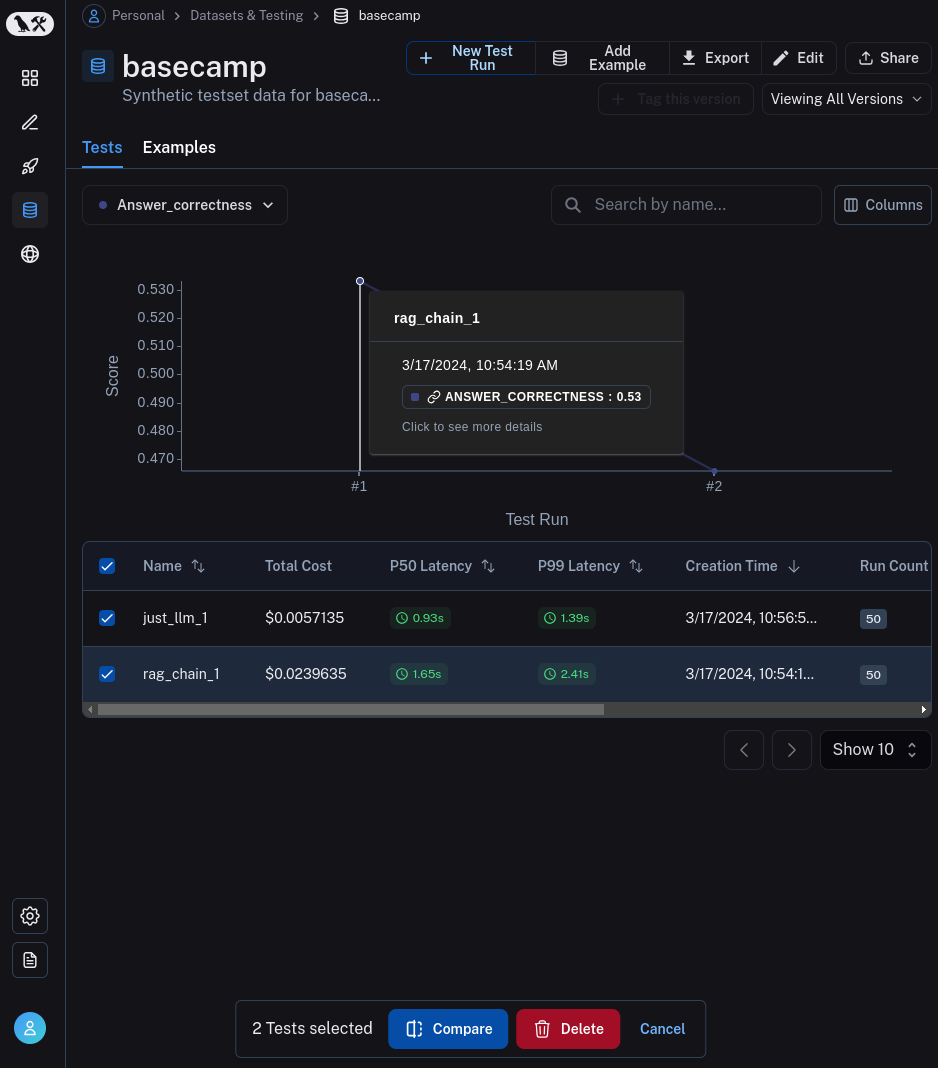 Personal > Datasets & Testing > basecamp
basecamp
Synthetic testset data for baseca...
New Test
Run
Add
Example
Export
Edit
Share
Tag this version
Viewing All Versions
Tests Examples
Answer_correctness
Search by name...
Columns
0.530
0.520
0.510
0.500
0.490
0.480
0.470
Score
rag_chain_1
3/17/2024, 10:54:19 AM
ANSWER_CORRECTNESS : 0.53
Click to see more details
#1 #2
Test Run
Name Total Cost P50 Latency P99 Latency Creation Time Run Count
just_llm_1 $0.0057135 0.93s 1.39s 3/17/2024, 10:56:5... 50
rag_chain_1 $0.0239635 1.65s 2.41s 3/17/2024, 10:54:1... 50
Show 10
2 Tests selected Compare Delete Cancel